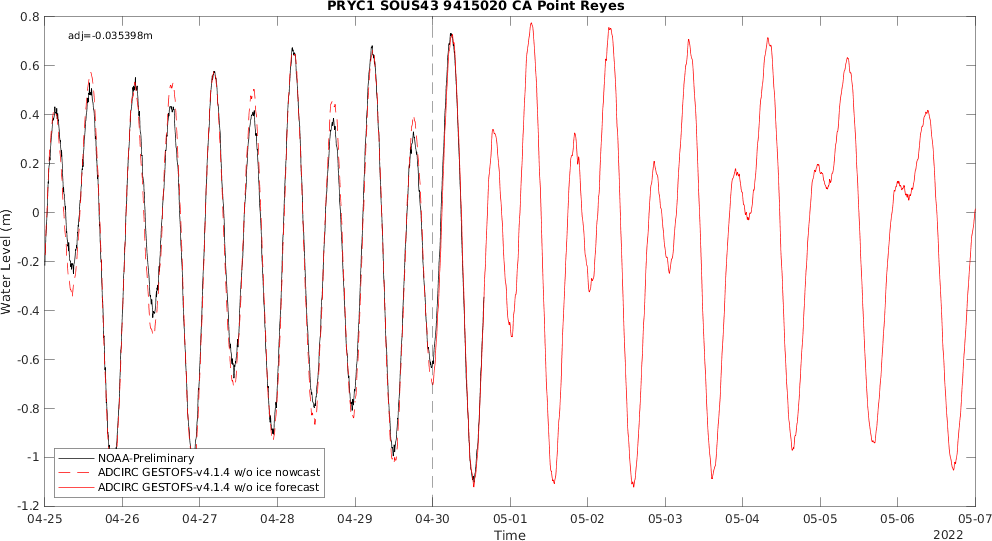 PRYC1 SOUS43 9415020 CA Point Reyes
adj=-0.035398m
0.8
0.6
0.4
0.2
0
-0.2
-0.4
-0.6
-0.8
-1
-1.2
Water Level (m)
NOAA-Preliminary
ADCIRC GESTOFS-v4.1.4 w/o ice nowcast
ADCIRC GESTOFS-v4.1.4 w/o ice forecast
04-25 04-26 04-27 04-28 04-29 04-30 05-01 05-02 05-03 05-04 05-05 05-06 05-07
Time
2022